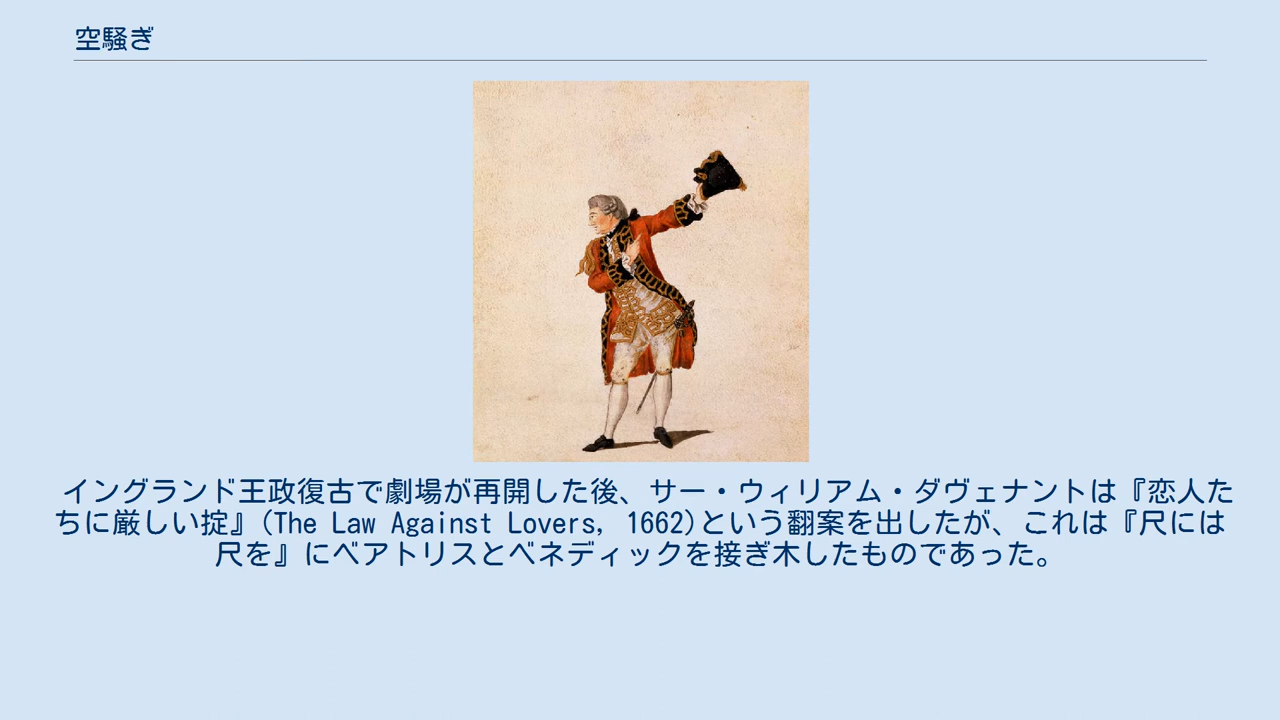 空騒ぎ
イングランド王政復古で劇場が再開した後、サー・ウィリアム・ダヴェナントは『恋人た
ちに厳しい掟』(The Law Against Lovers, 1662)という翻案を出したが、これは『尺には
尺を』にベアトリスとベネディックを接ぎ木したものであった。